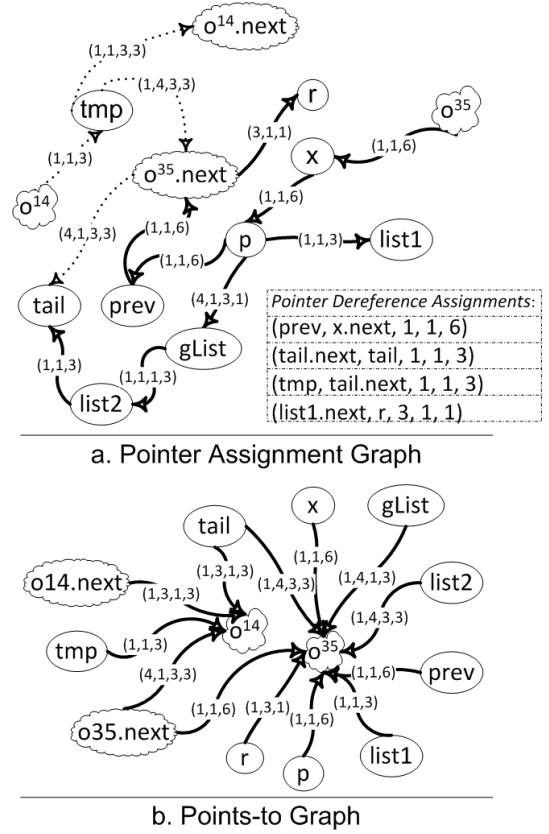 o14.next
(1,1,3,3)
(1,4,3,3)
tmp
r
o35
(1,1,3)
(3,1,1)
x
(1,1,6)
o35.next
o14
(1,1,6)
(4,1,3,3)
(1,1,6)
p
(1,1,3)
list1
(1,1,6)
tail
prev
(4,1,3,1)
gList
(1,1,3)
(1,1,1,3)
list2
Pointer Dereference Assignments:
(prev, x.next, 1, 1, 6)
(tail.next, tail, 1, 1, 3)
(tmp, tail.next, 1, 1, 3)
(list1.next, r, 3, 1, 1)
a. Pointer Assignment Graph
x
gList
tail
(1,1,6)
o14.next
(1,3,1,3)
(1,4,3,3)
(1,4,1,3)
list2
(1,3,1,3)
(1,4,3,3)
o14
tmp
(1,1,3)
o35
(1,1,6)
prev
(4,1,3,3)
(1,1,6)
(1,3,1)
(1,1,6)
(1,1,3)
o35.next
r
p
list1
b. Points-to Graph